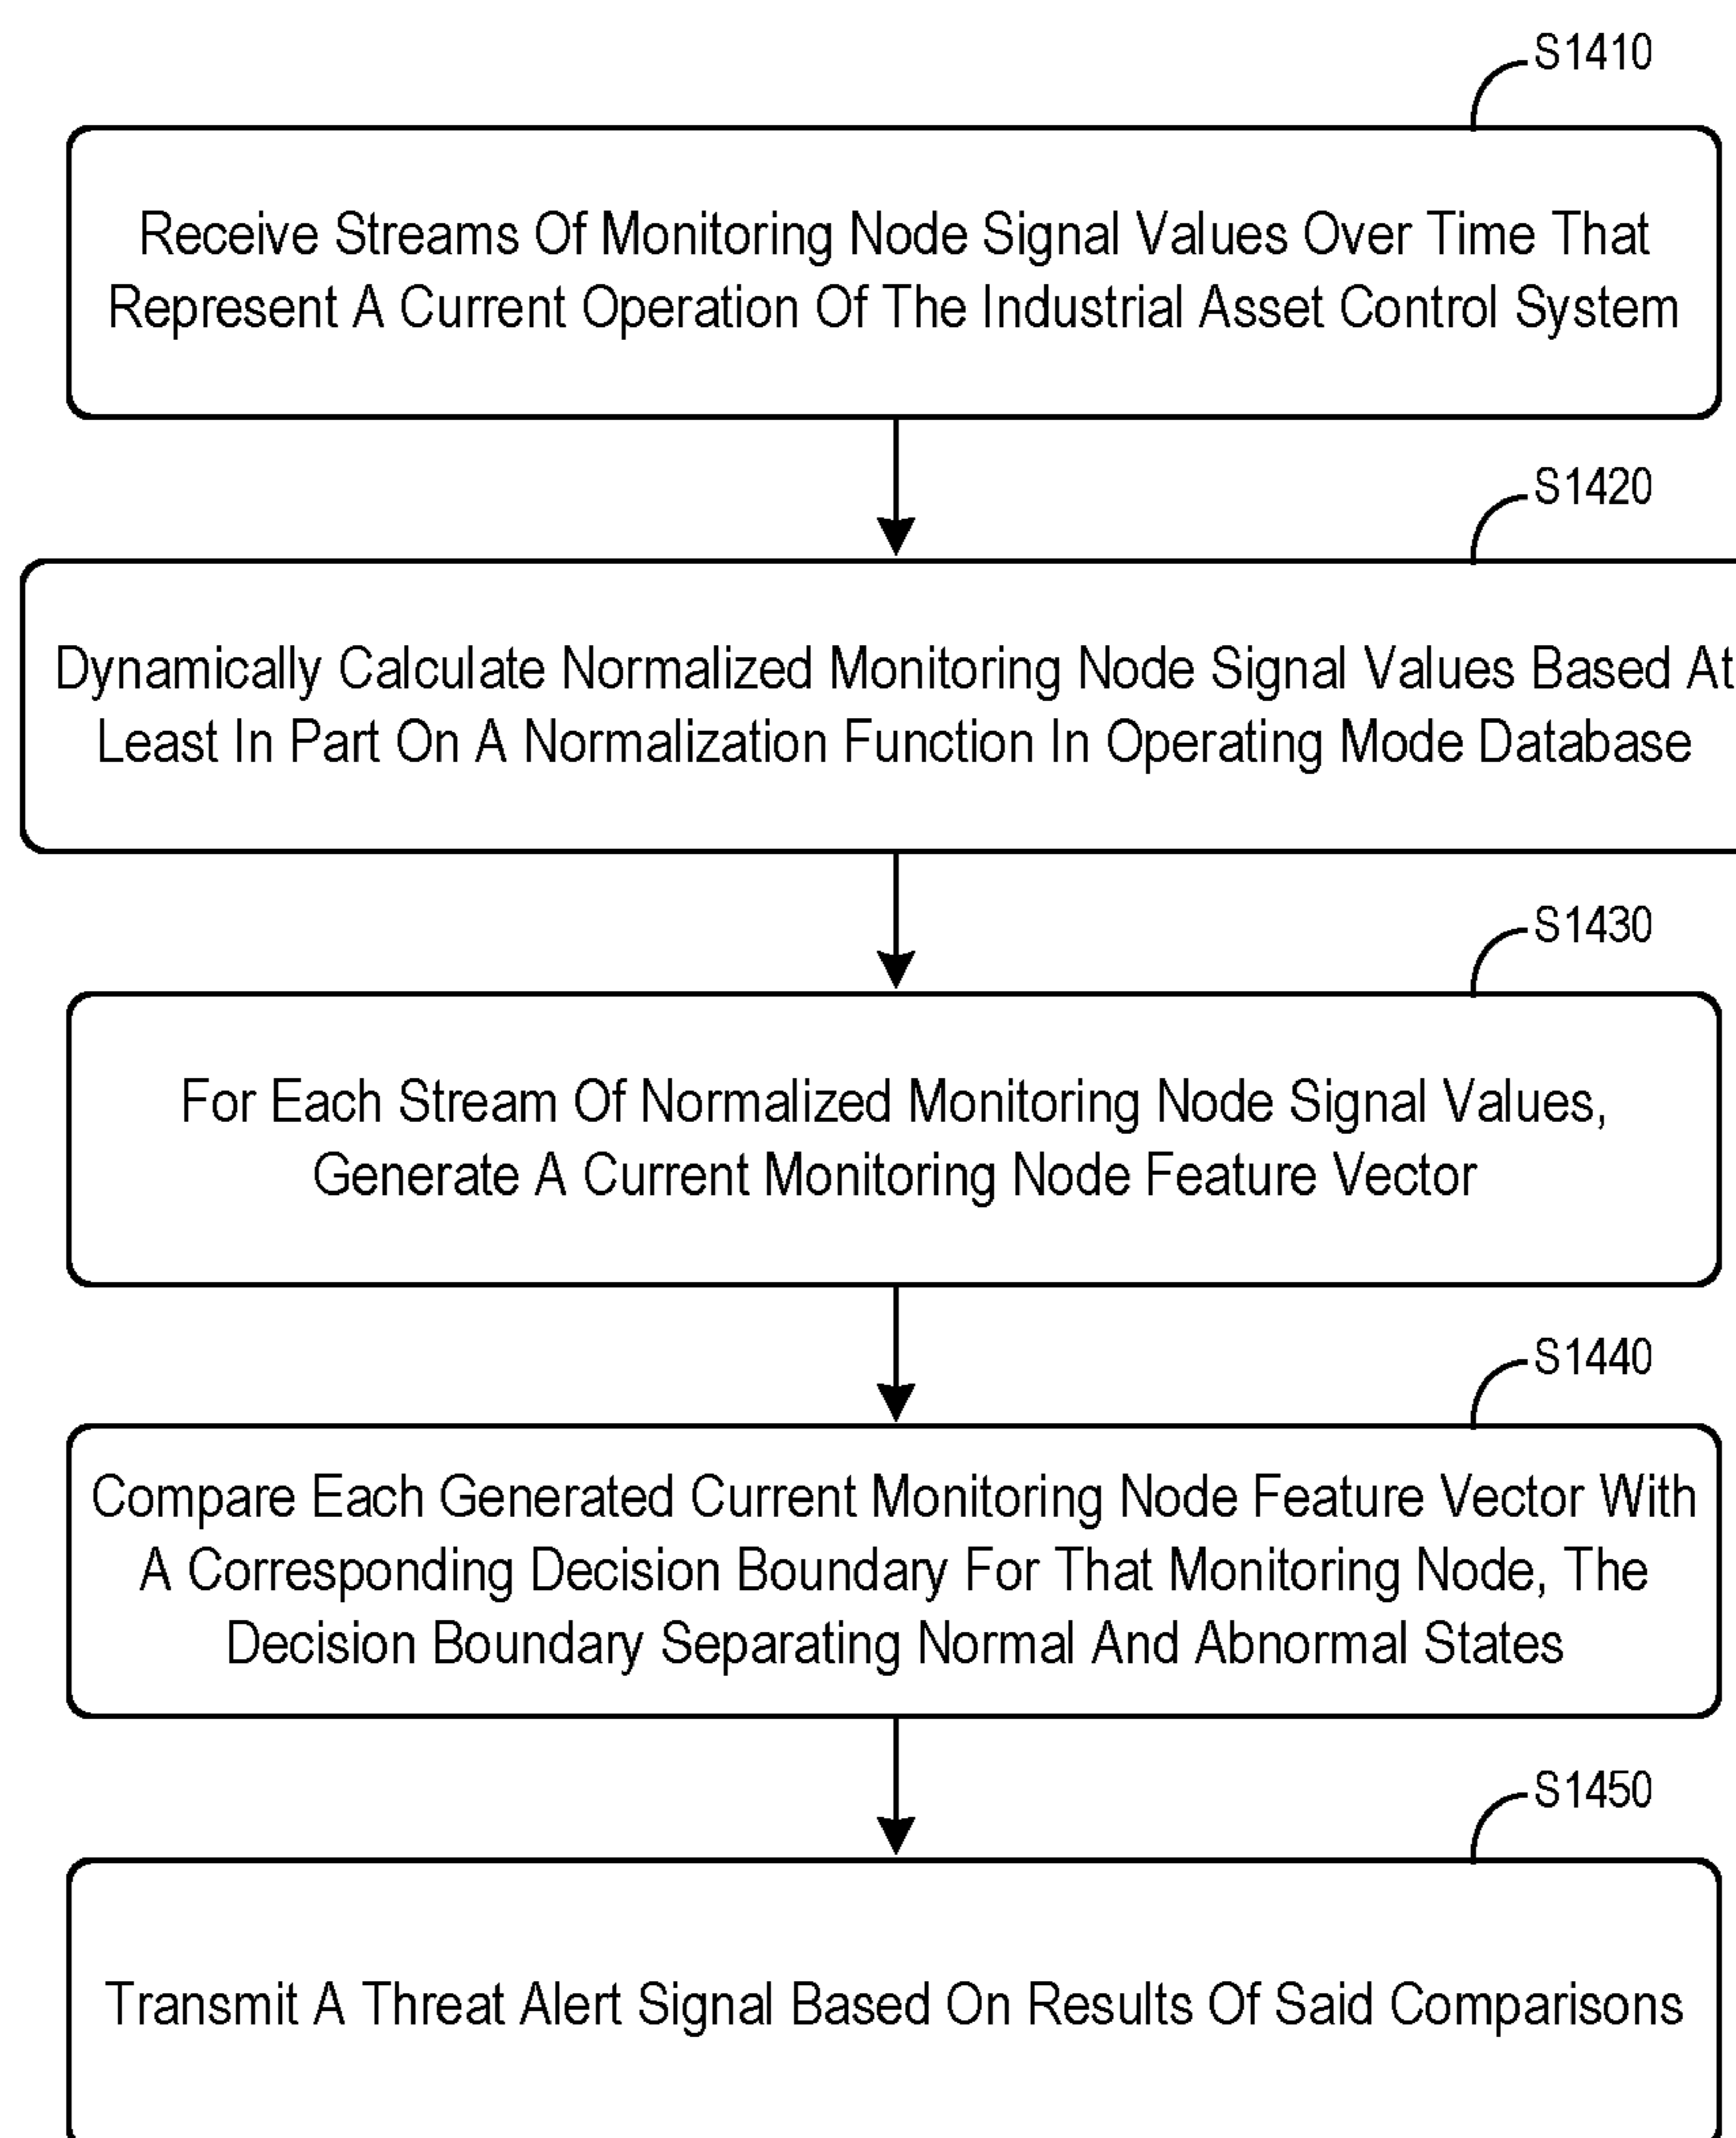 S1410
Receive Streams Of Monitoring Node Signal Values Over Time That
Represent A Current Operation Of The Industrial Asset Control System
S1420
Dynamically Calculate Normalized Monitoring Node Signal Values Based At
Least In Part On A Normalization Function In Operating Mode Database
S1430
For Each Stream Of Normalized Monitoring Node Signal Values,
Generate A Current Monitoring Node Feature Vector
S1440
Compare Each Generated Current Monitoring Node Feature Vector With
A Corresponding Decision Boundary For That Monitoring Node, The
Decision Boundary Separating Normal And Abnormal States
S1450
Transmit A Threat Alert Signal Based On Results Of Said Comparisons